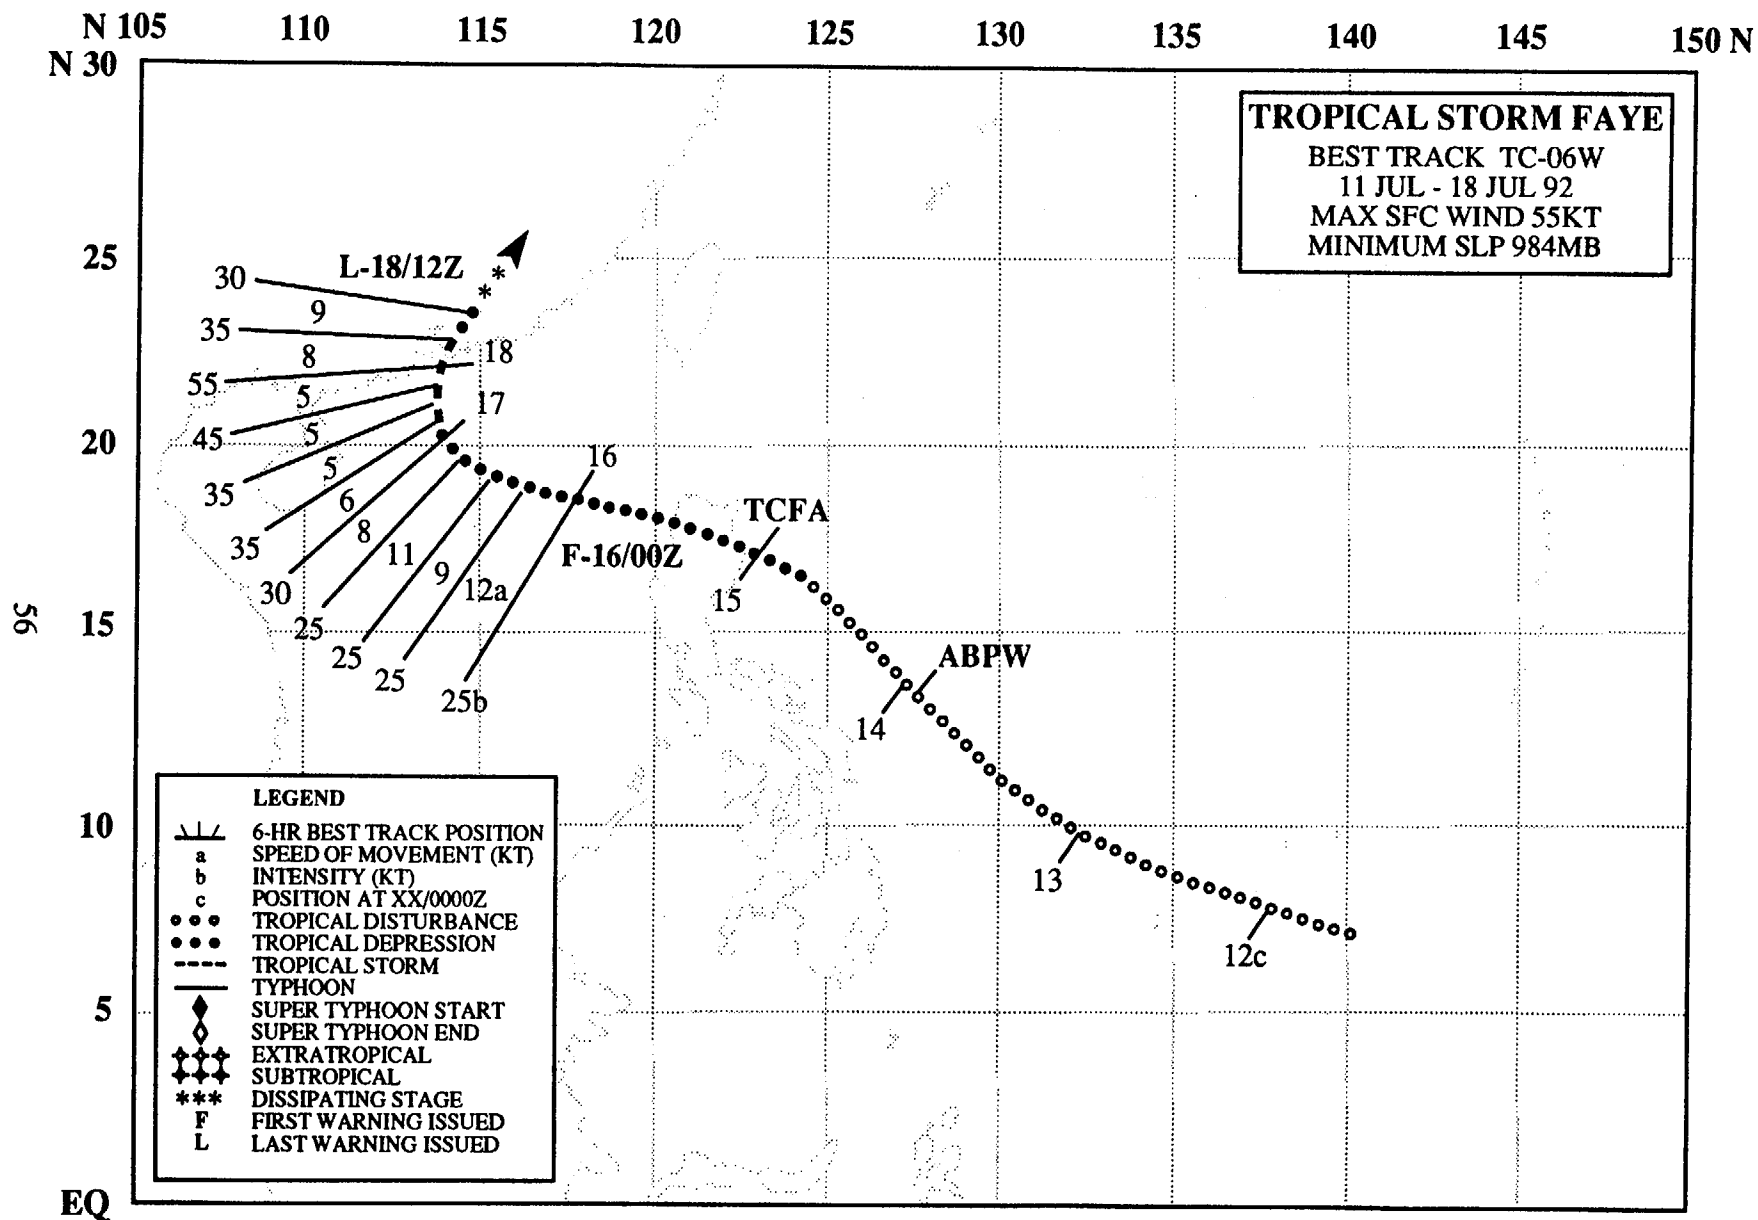 N 105 110 115 120 125 130 135 140 145 150 N
N 30
TROPICAL STORM FAYE
BEST TRACK TC-06W
11 JUL - 18 JUL 92
MAX SFC WIND 55KT
MINIMUM SLP 984MB
25
L-18/12Z
30
9
35
8
18
55
5
17
45
5
20
16
5
35
6
TCFA
8
35
11
F-16/00Z
9
12a
30
15
56
15
25
25
25
ABPW
25b
14
LEGEND
6-HR BEST TRACK POSITION
a SPEED OF MOVEMENT (KT)
b INTENSITY (KT)
c POSITION AT XX/0000Z
TROPICAL DISTURBANCE
TROPICAL DEPRESSION
TROPICAL STORM
TYPHOON
SUPER TYPHOON START
SUPER TYPHOON END
EXTRATROPICAL
SUBTROPICAL
*** DISSIPATING STAGE
F FIRST WARNING ISSUED
L LAST WARNING ISSUED
10
13
12c
5
EQ